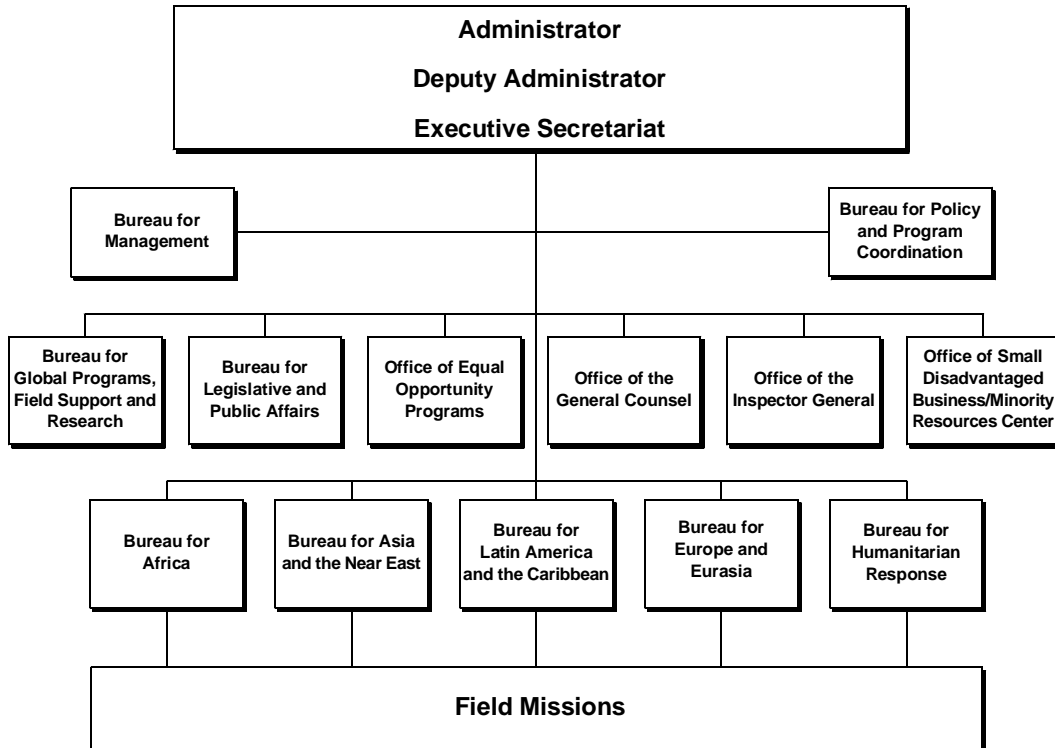 Administrator
Deputy Administrator
Executive Secretariat
Bureau for
Management
Bureau for Policy
and Program
Coordination
Bureau for
Global Programs,
Field Support and
Research
Bureau for
Legislative and
Public Affairs
Office of Equal
Opportunity
Programs
Office of the
General Counsel
Office of the
Inspector General
Office of Small
Disadvantaged
Business/Minority
Resources Center
Bureau for
Africa
Bureau for Asia
and the Near East
Bureau for
Latin America
and the Caribbean
Bureau for
Europe and
Eurasia
Bureau for
Humanitarian
Response
Field Missions